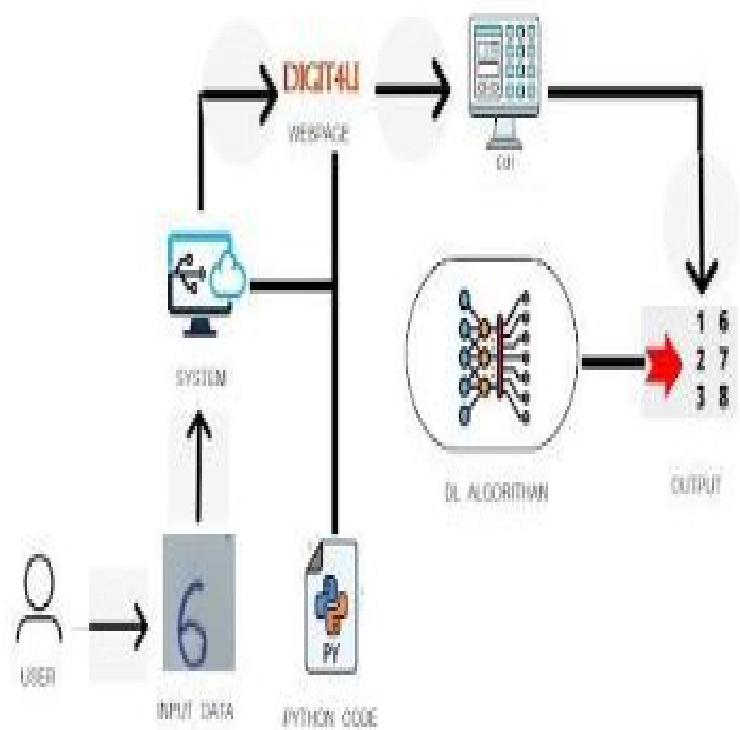 DIGIT4U
WEBPAGE
GUI
SYSTEM
1 6
2 7
3 8
DL ALGORITHAN
OUTPUT
6
PY
USER
INPUT DATA
PYTHON CODE